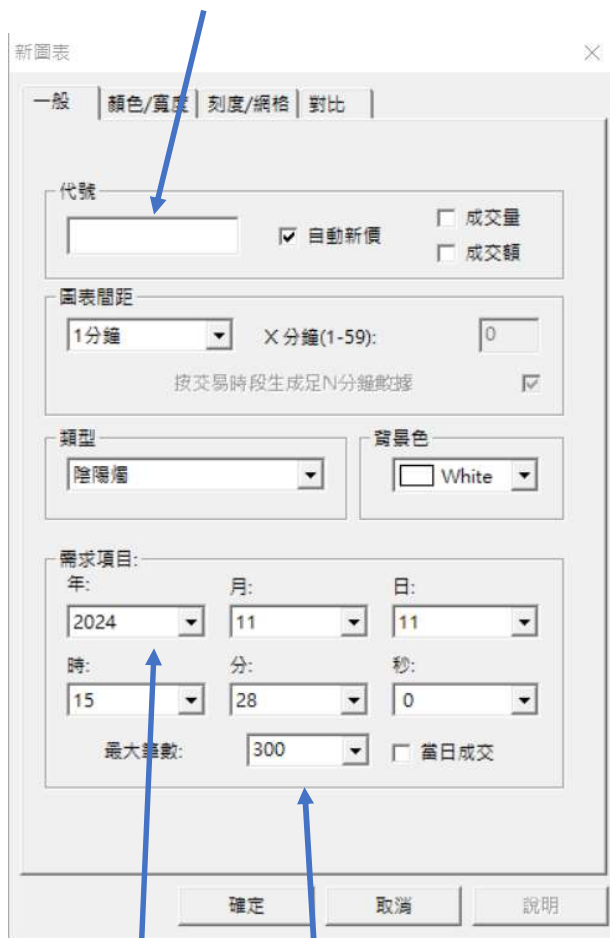 新圖表
一般 顏色/寬度 刻度/網格 對比
代號
自動新價 成交量
成交額
圖表間距
1分鐘 X 分鐘(1-59): 0
按交易時段生成足N分鐘數據
類型 背景色
陰陽燭 White
需求項目:
年: 月: 日:
2024 11 11
時: 分: 秒:
15 28 0
最大筆數: 300 當日成交
確定 取消 說明